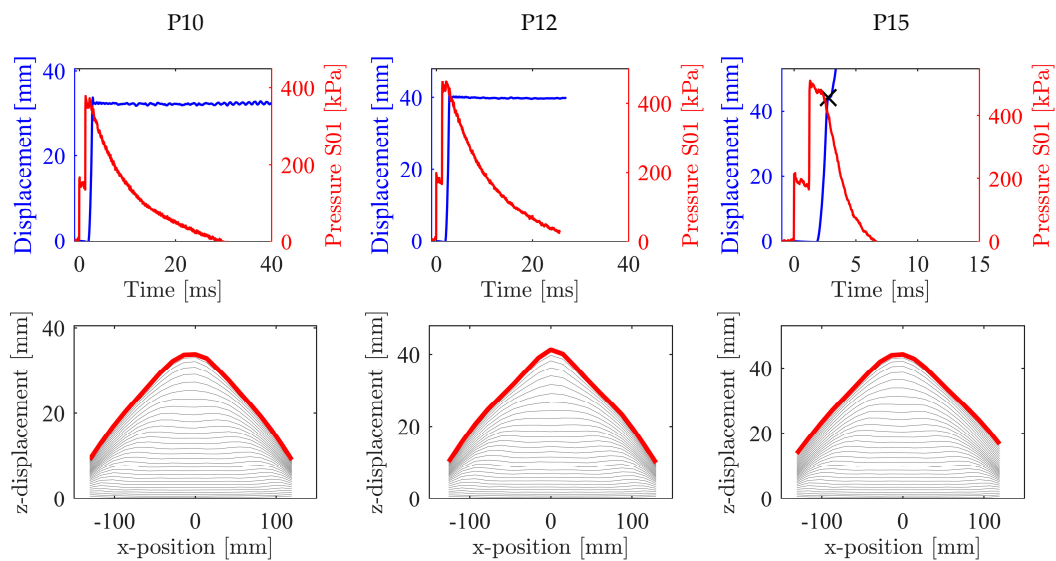 P10
P12
P15
Displacement [mm]
40
20
0
400
200
0
Pressure S01 [kPa]
0
20
40
Time [ms]
Displacement [mm]
40
20
0
400
200
0
Pressure S01 [kPa]
0
20
40
Time [ms]
Displacement [mm]
40
20
0
400
200
0
Pressure S01 [kPa]
0
5
10
15
Time [ms]
z-displacement [mm]
40
20
0
-100
0
100
x-position [mm]
z-displacement [mm]
40
20
0
-100
0
100
x-position [mm]
z-displacement [mm]
40
20
0
-100
0
100
x-position [mm]